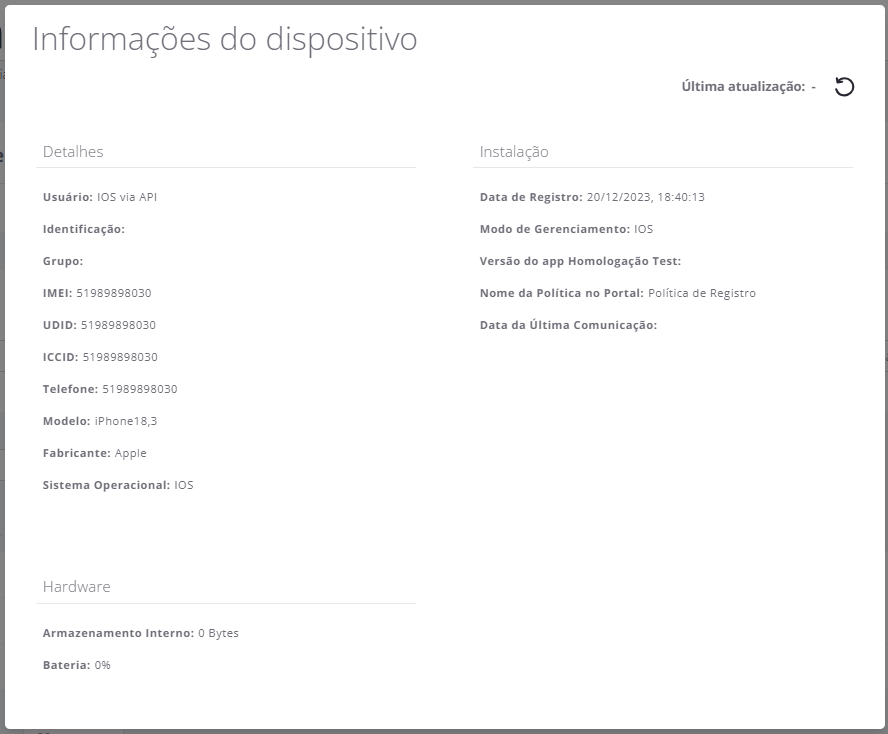 Informações do dispositivo
Última atualização: -
Detalhes
Usuário: IOS via API
Identificação:
Grupo:
IMEI: 51989898030
UDID: 51989898030
ICCID: 51989898030
Telefone: 51989898030
Modelo: iPhone18,3
Fabricante: Apple
Sistema Operacional: IOS
Instalação
Data de Registro: 20/12/2023, 18:40:13
Modo de Gerenciamento: IOS
Versão do app Homologação Test:
Nome da Política no Portal: Política de Registro
Data da Última Comunicação:
Hardware
Armazenamento Interno: 0 Bytes
Bateria: 0%